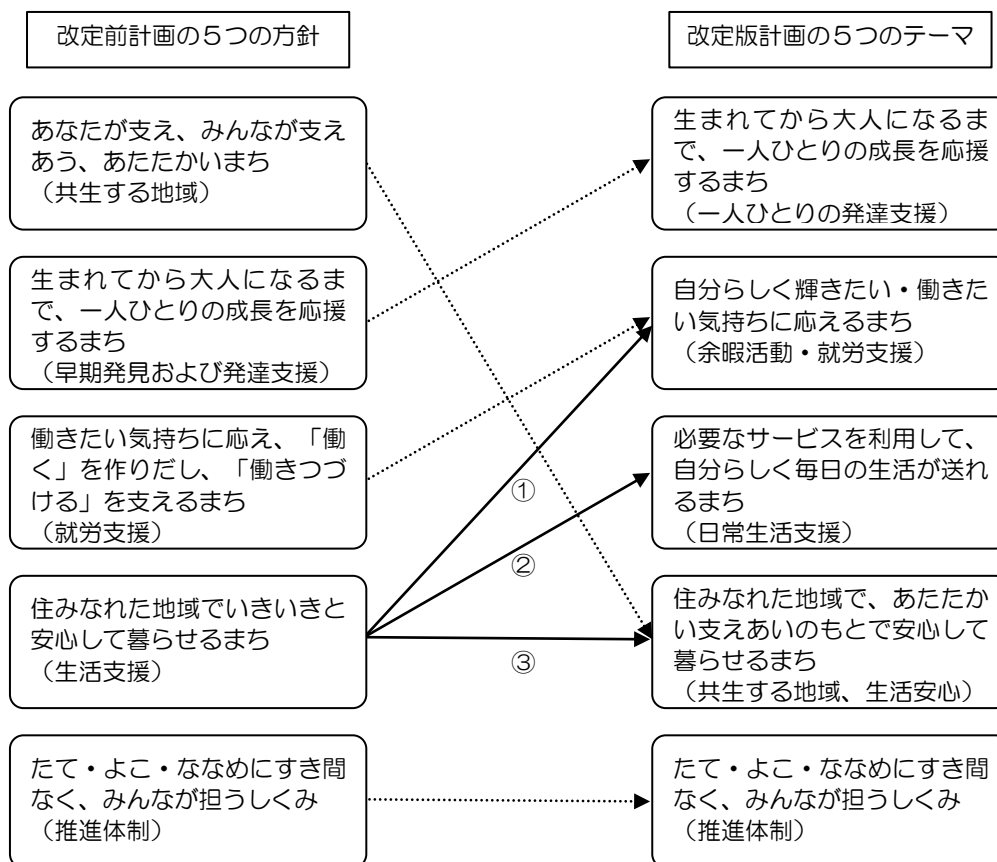 改定前計画の５つの方針
改定版計画の５つのテーマ
あなたが支え、みんなが支え
あう、あたたかいまち
（共生する地域）
生まれてから大人になるま
で、一人ひとりの成長を応援
するまち
（一人ひとりの発達支援）
生まれてから大人になるま
で、一人ひとりの成長を応援
するまち
（早期発見および発達支援）
自分らしく輝きたい・働きた
い気持ちに応えるまち
（余暇活動・就労支援）
働きたい気持ちに応え、「働
く」を作りだし、「働きつづ
ける」を支えるまち
（就労支援）
必要なサービスを利用して、
自分らしく毎日の生活が送れ
るまち
（日常生活支援）
①
②
③
住みなれた地域でいきいきと
安心して暮らせるまち
（生活支援）
住みなれた地域で、あたたか
い支えあいのもとで安心して
暮らせるまち
（共生する地域、生活安心）
たて・よこ・ななめにすき間
なく、みんなが担うしくみ
（推進体制）
たて・よこ・ななめにすき間
なく、みんなが担うしくみ
（推進体制）